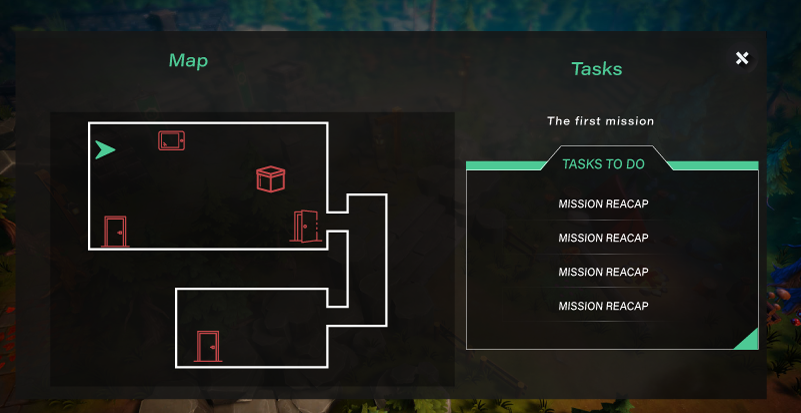 Map
Tasks
The first mission
TASKS TO DO
MISSION REACAP
MISSION REACAP
MISSION REACAP
MISSION REACAP